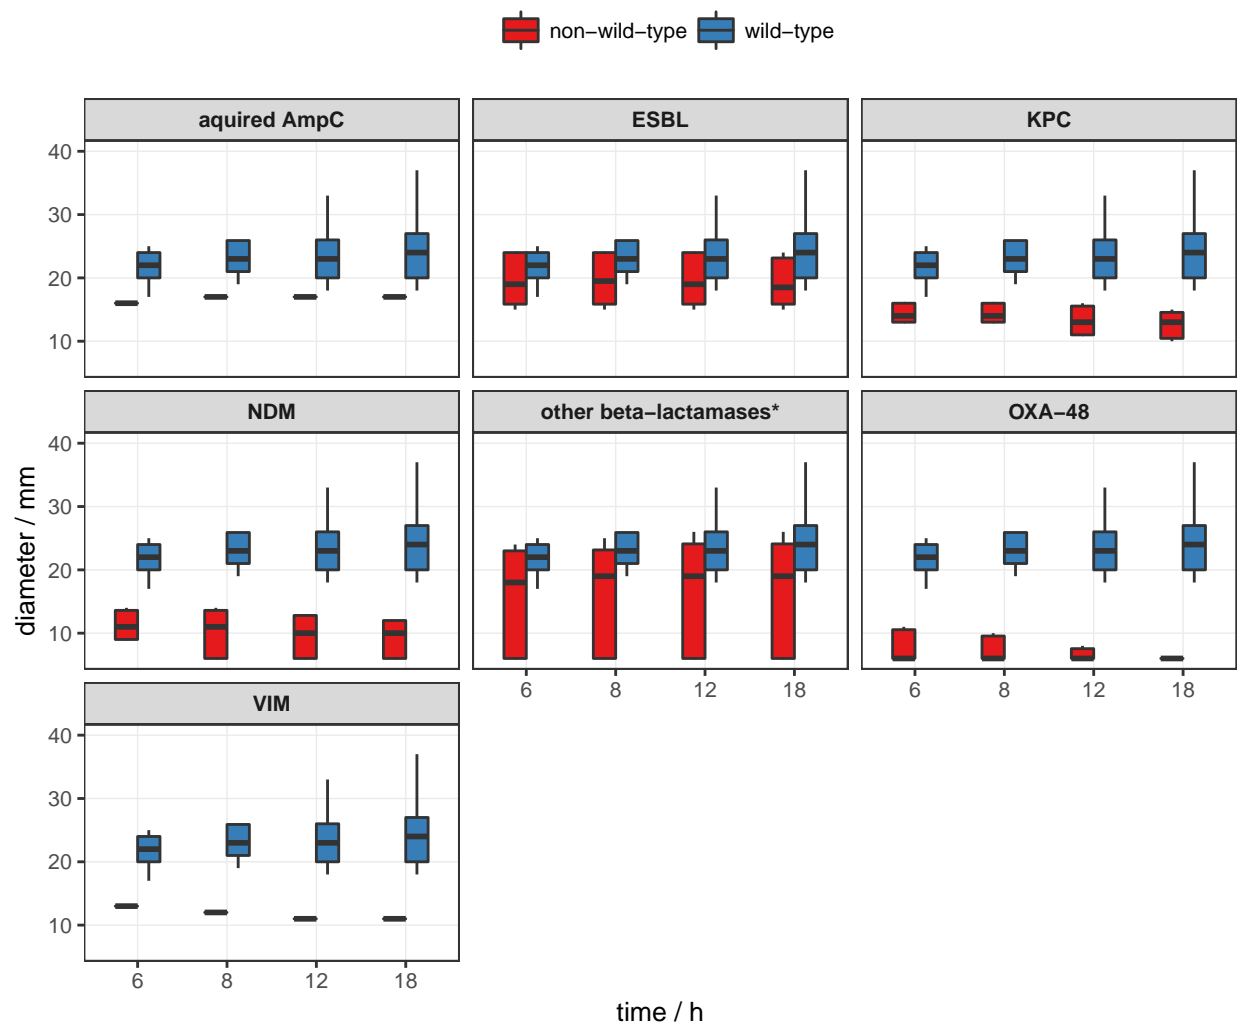 non−wild−type wild−type
aquired AmpC ESBL KPC
40
30
20
10
NDM other beta−lactamases* OXA−48
40
30
20
10
6 8 12 18 6 8 12 18
VIM
40
30
20
10
6 8 12 18
diameter / mm
time / h